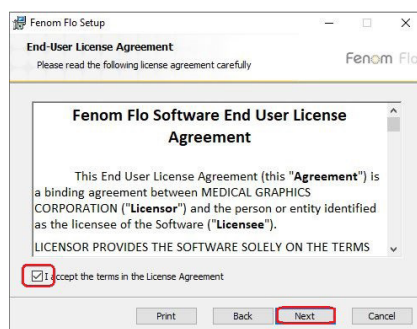 Fenom Flo Setup
End-User License Agreement
Please read the following license agreement carefully
Fenom Flo
Fenom Flo Software End User License
Agreement
This End User License Agreement (this "Agreement") is
a binding agreement between MEDICAL GRAPHICS
CORPORATION ("Licensor") and the person or entity identified
as the licensee of the Software ("Licensee").
LICENSOR PROVIDES THE SOFTWARE SOLELY ON THE TERMS
I accept the terms in the License Agreement
Print Back Next Cancel